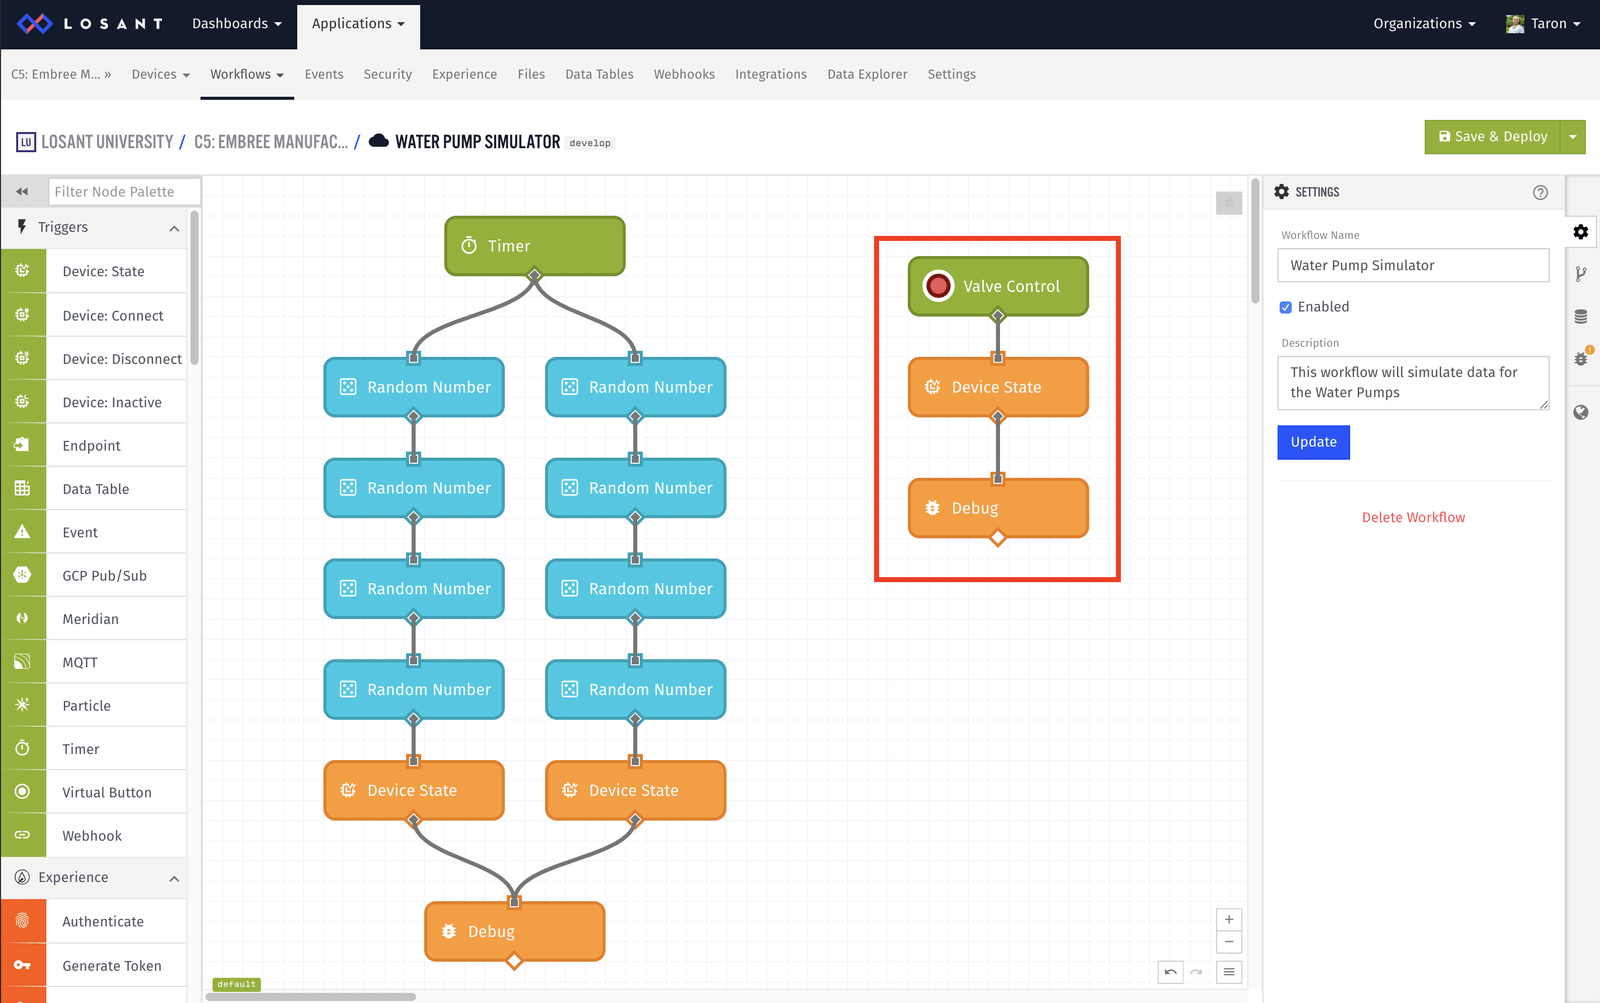 LOSANT
Dashboards
Applications
Organizations
Taron
C5: Embree M... »
Devices
Workflows
Events
Security
Experience
Files
Data Tables
Webhooks
Integrations
Data Explorer
Settings
LU LOSANT UNIVERSITY / C5: EMBREE MANUFAC... / WATER PUMP SIMULATOR develop
Save & Deploy
Filter Node Palette
Triggers
Device: State
Device: Connect
Device: Disconnect
Device: Inactive
Endpoint
Data Table
Event
GCP Pub/Sub
Meridian
MQTT
Particle
Timer
Virtual Button
Webhook
Experience
Authenticate
Generate Token
Timer
Random Number
Random Number
Random Number
Random Number
Random Number
Random Number
Random Number
Random Number
Device State
Device State
Debug
default
Valve Control
Device State
Debug
SETTINGS
Workflow Name
Water Pump Simulator
Enabled
Description
This workflow will simulate data for
the Water Pumps
Update
Delete Workflow